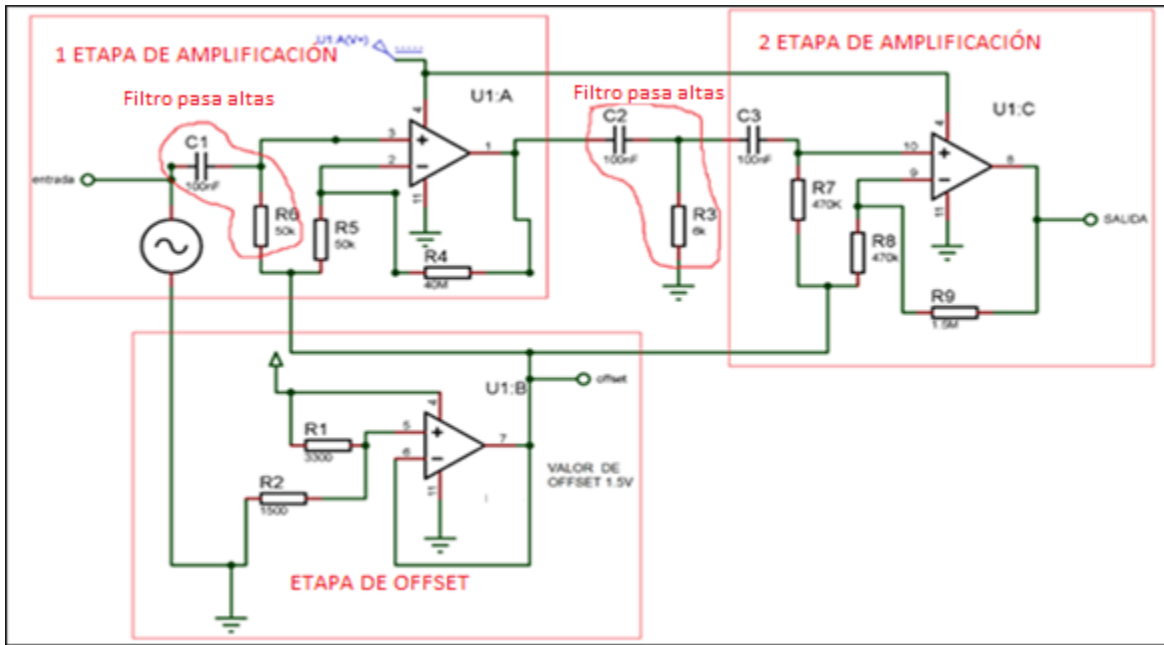 1 ETAPA DE AMPLIFICACIÓN
U1:A(V+)
Filtro pasa altas
C1
100nF
entrada
R6
50k
R5
50k
R4
40M
U1:A
3
2
1
4
11
Filtro pasa altas
C2
100nF
R3
6k
2 ETAPA DE AMPLIFICACIÓN
C3
100nF
R7
470K
R8
470k
R9
1.5M
U1:C
10
9
8
4
11
SALIDA
U1:B
offset
R1
3300
R2
1500
5
6
7
4
11
VALOR DE
OFFSET 1.5V
ETAPA DE OFFSET